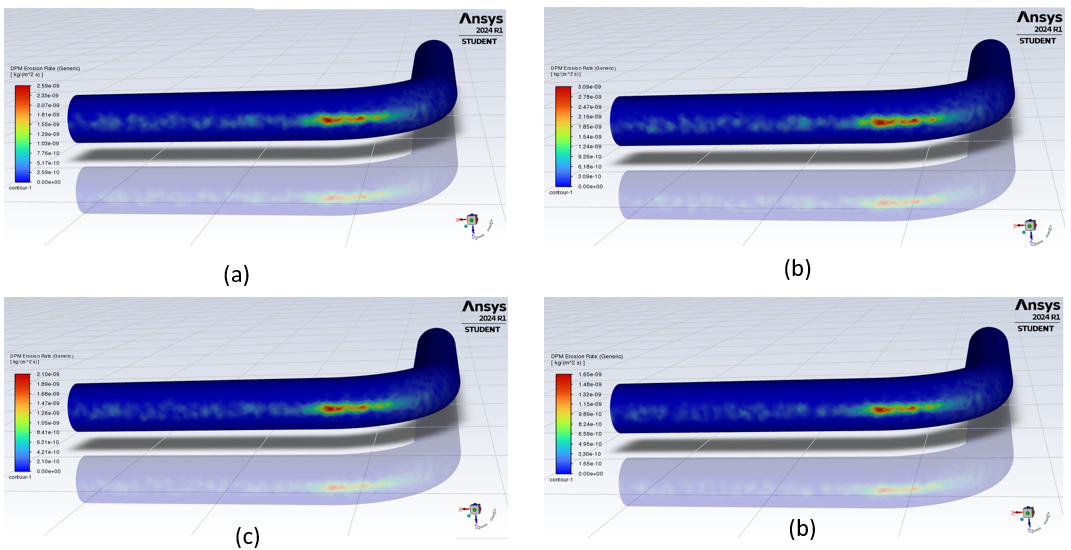 Ansys
2024 R1
STUDENT
DPM Erosion Rate (Generic)
[ kg/(m^2 s) ]
2.59e-09
2.33e-09
2.07e-09
1.81e-09
1.55e-09
1.29e-09
1.03e-09
7.76e-10
5.17e-10
2.59e-10
0.00e+00
contour-1
X
(a)
Ansys
2024 R1
STUDENT
DPM Erosion Rate (Generic)
[ kg/(m^2 s) ]
3.09e-09
2.78e-09
2.47e-09
2.16e-09
1.85e-09
1.54e-09
1.24e-09
9.26e-10
6.18e-10
3.09e-10
0.00e+00
contour-1
X
(b)
Ansys
2024 R1
STUDENT
DPM Erosion Rate (Generic)
[ kg/(m^2 s) ]
2.10e-09
1.89e-09
1.68e-09
1.47e-09
1.26e-09
1.05e-09
8.41e-10
6.31e-10
4.21e-10
2.10e-10
0.00e+00
contour-1
X
(c)
Ansys
2024 R1
STUDENT
DPM Erosion Rate (Generic)
[ kg/(m^2 s) ]
1.65e-09
1.48e-09
1.32e-09
1.15e-09
9.89e-10
8.24e-10
6.59e-10
4.95e-10
3.30e-10
1.65e-10
0.00e+00
contour-1
X
(b)